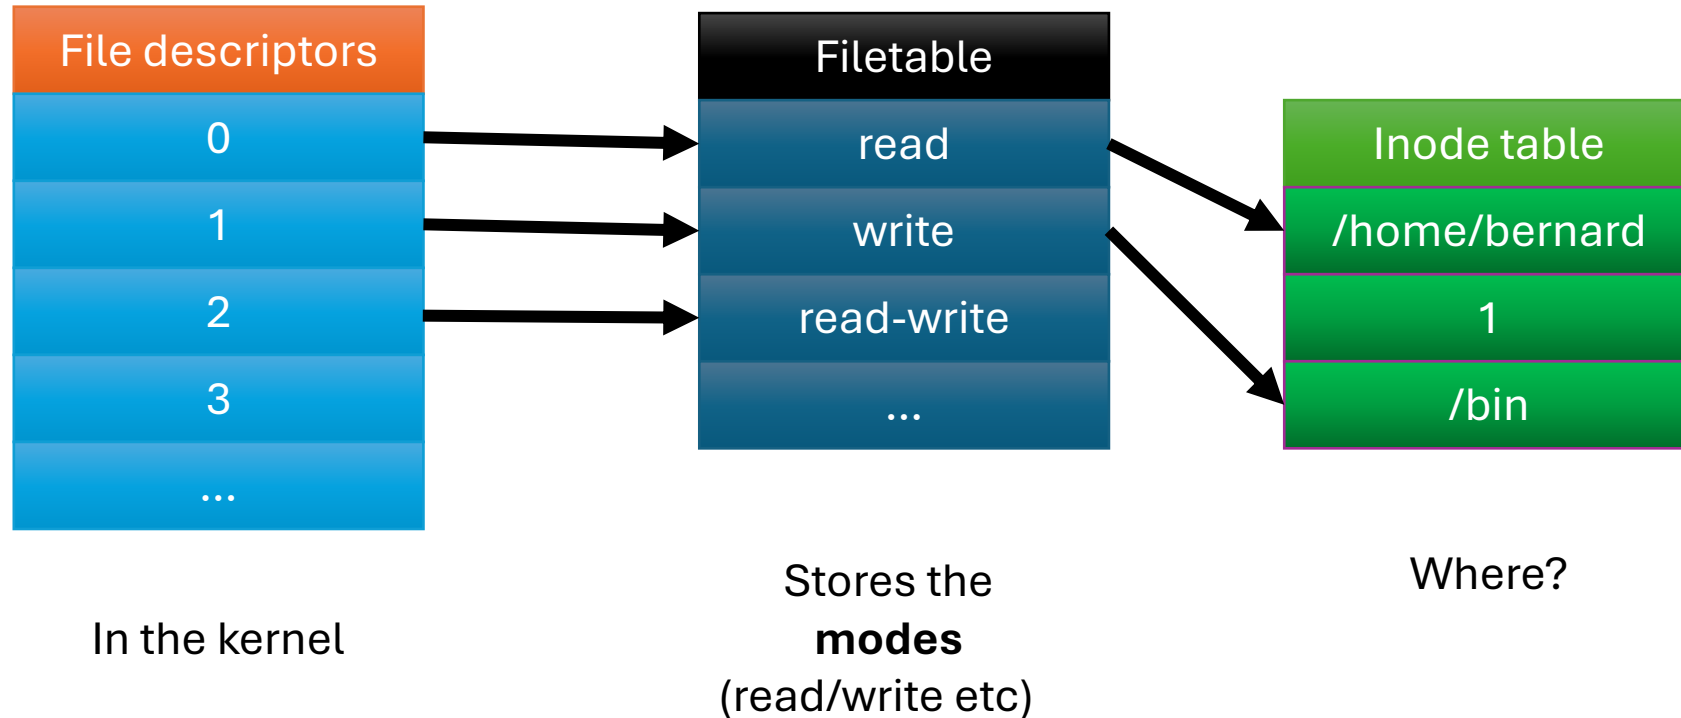 File descriptors
0
1
2
3
...
In the kernel
Filetable
read
write
read-write
...
Stores the
modes
(read/write etc)
Inode table
/home/bernard
1
/bin
Where?